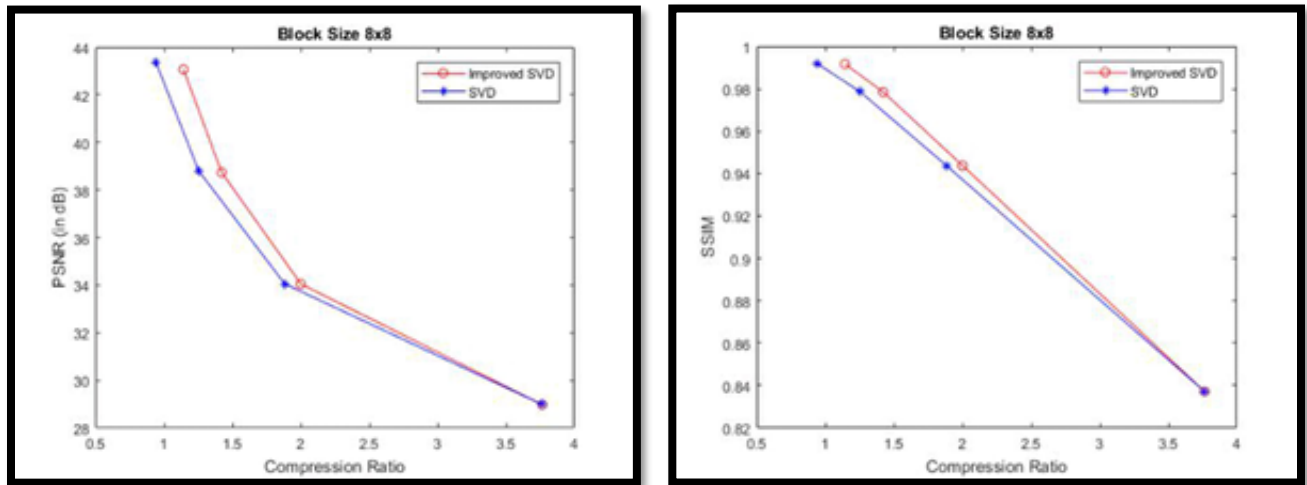 Block Size 8x8
44
42
40
38
36
34
32
30
28
PSNR (in dB)
Improved SVD
SVD
0.5 1 1.5 2 2.5 3 3.5 4
Compression Ratio
Block Size 8x8
1
0.98
0.96
0.94
0.92
0.9
0.88
0.86
0.84
0.82
SSIM
Improved SVD
SVD
0.5 1 1.5 2 2.5 3 3.5 4
Compression Ratio